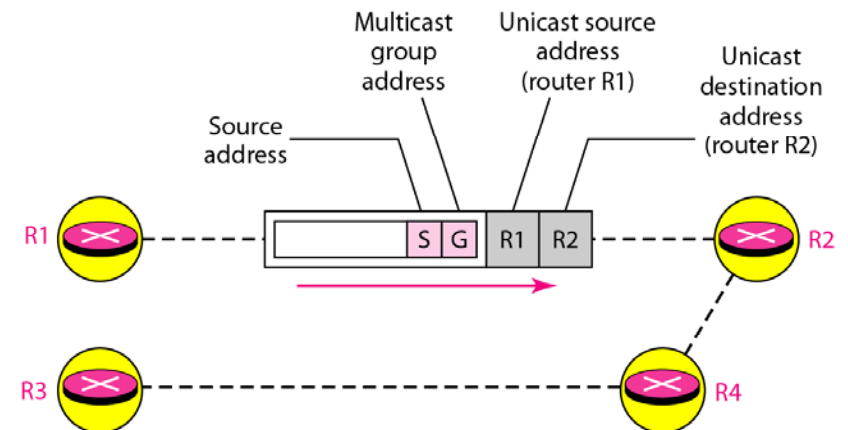 Multicast
group
address
Unicast source
address
(router R1)
Unicast
destination
address
(router R2)
Source
address
R1
S G R1 R2
R2
R3
R4